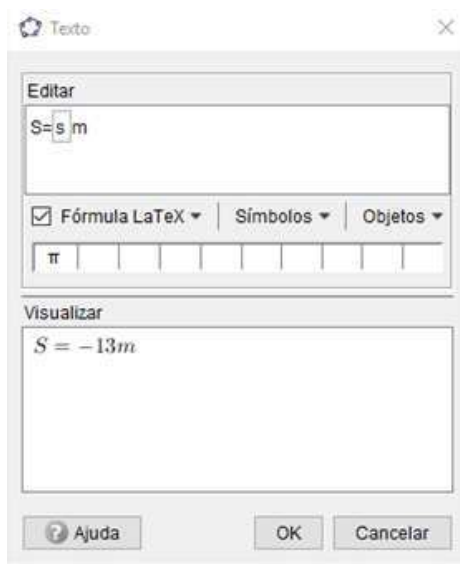 Texto
Editar
S=s m
Fórmula LaTeX Símbolos Objetos
π
Visualizar
S = −13m
Ajuda OK Cancelar